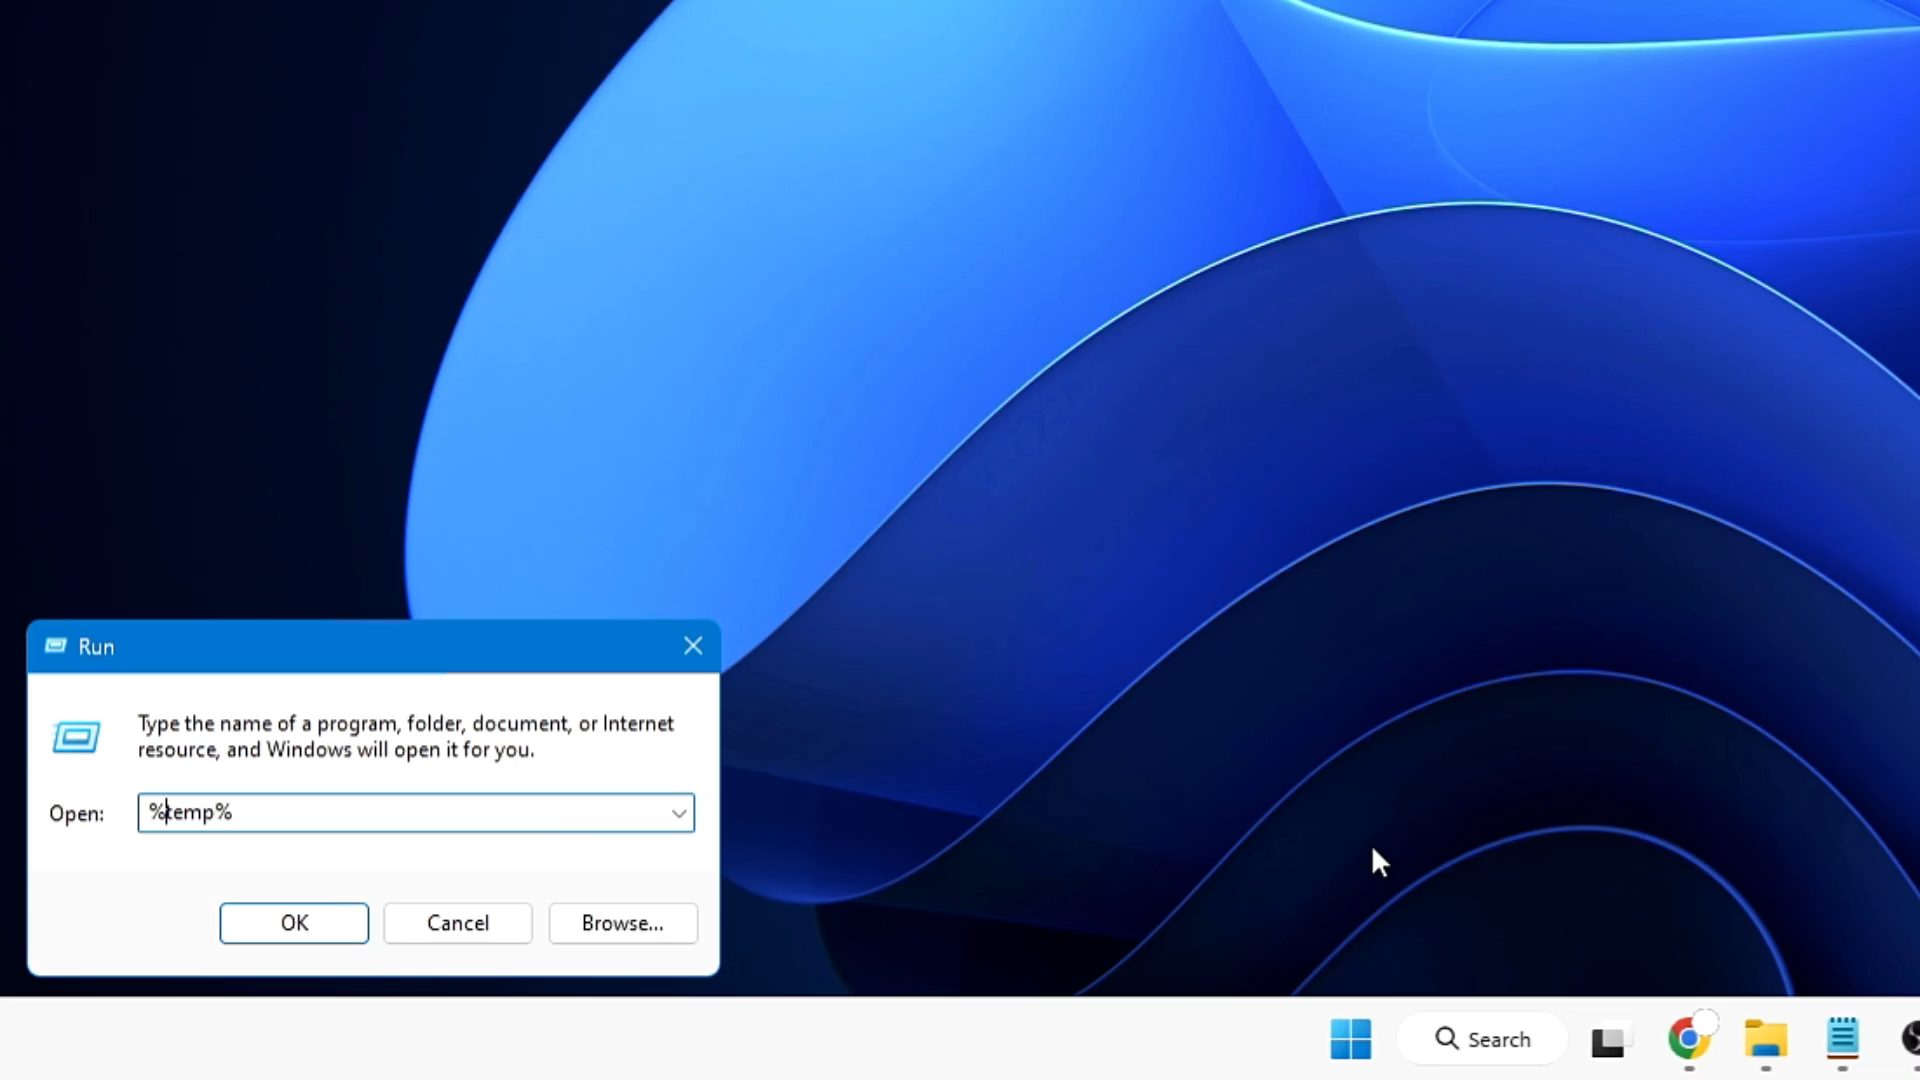 Run
Type the name of a program, folder, document, or Internet
resource, and Windows will open it for you.
Open:
%temp%
OK
Cancel
Browse...
Search